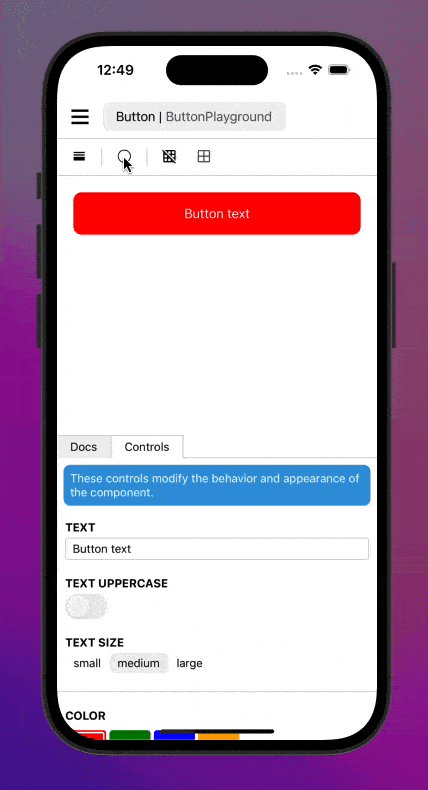 12:49
Button | ButtonPlayground
Button text
Docs
Controls
These controls modify the behavior and appearance of
the component.
TEXT
Button text
TEXT UPPERCASE
TEXT SIZE
small medium large
COLOR